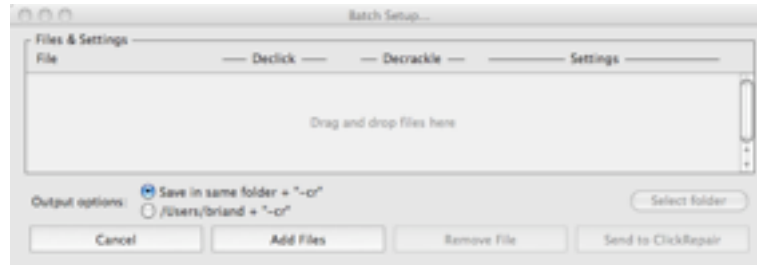 Batch Setup...
Files & Settings
File Declick Decrackle Settings
Drag and drop files here
Output options: Save in same folder + "-cr"
/Users/briand + "-cr"
Select folder
Cancel Add Files Remove File Send to ClickRepair